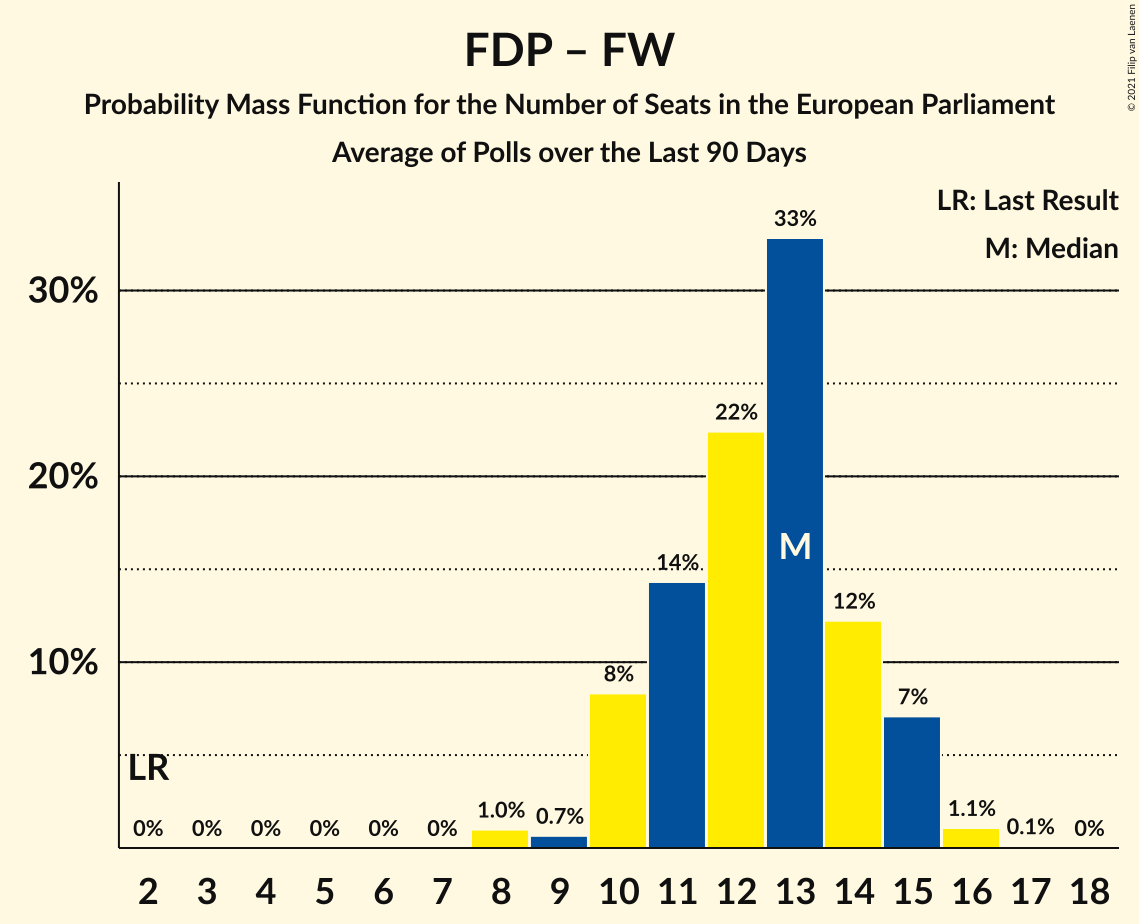 FDP – FW
Probability Mass Function for the Number of Seats in the European Parliament
Average of Polls over the Last 90 Days
© 2021 Filip van Laenen
LR: Last Result
M: Median
33%
30%
22%
20%
M
14%
12%
10%
8%
7%
LR
0% 0% 0% 0% 0% 0% 1.0% 0.7% 1.1% 0.1% 0%
2 3 4 5 6 7 8 9 10 11 12 13 14 15 16 17 18